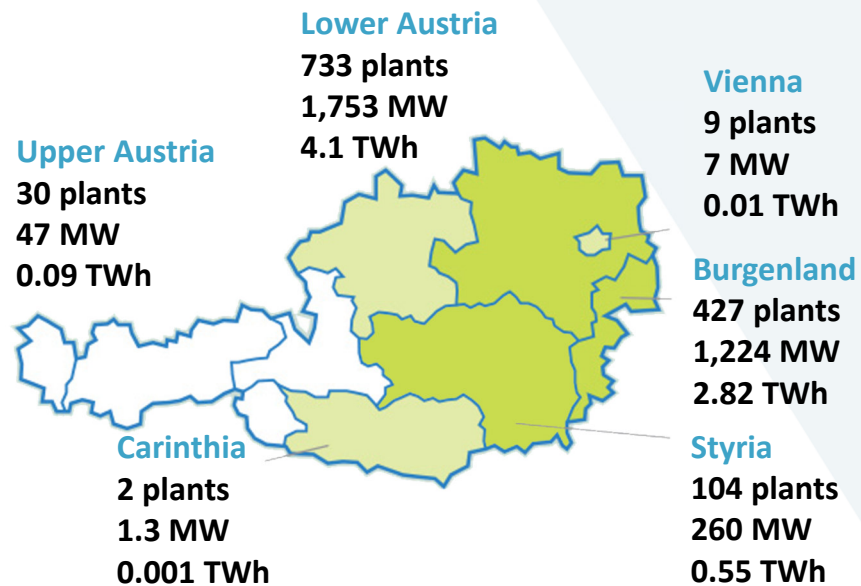 Lower Austria
733 plants
1,753 MW
4.1 TWh
Vienna
9 plants
7 MW
0.01 TWh
Upper Austria
30 plants
47 MW
0.09 TWh
Burgenland
427 plants
1,224 MW
2.82 TWh
Carinthia
2 plants
1.3 MW
0.001 TWh
Styria
104 plants
260 MW
0.55 TWh